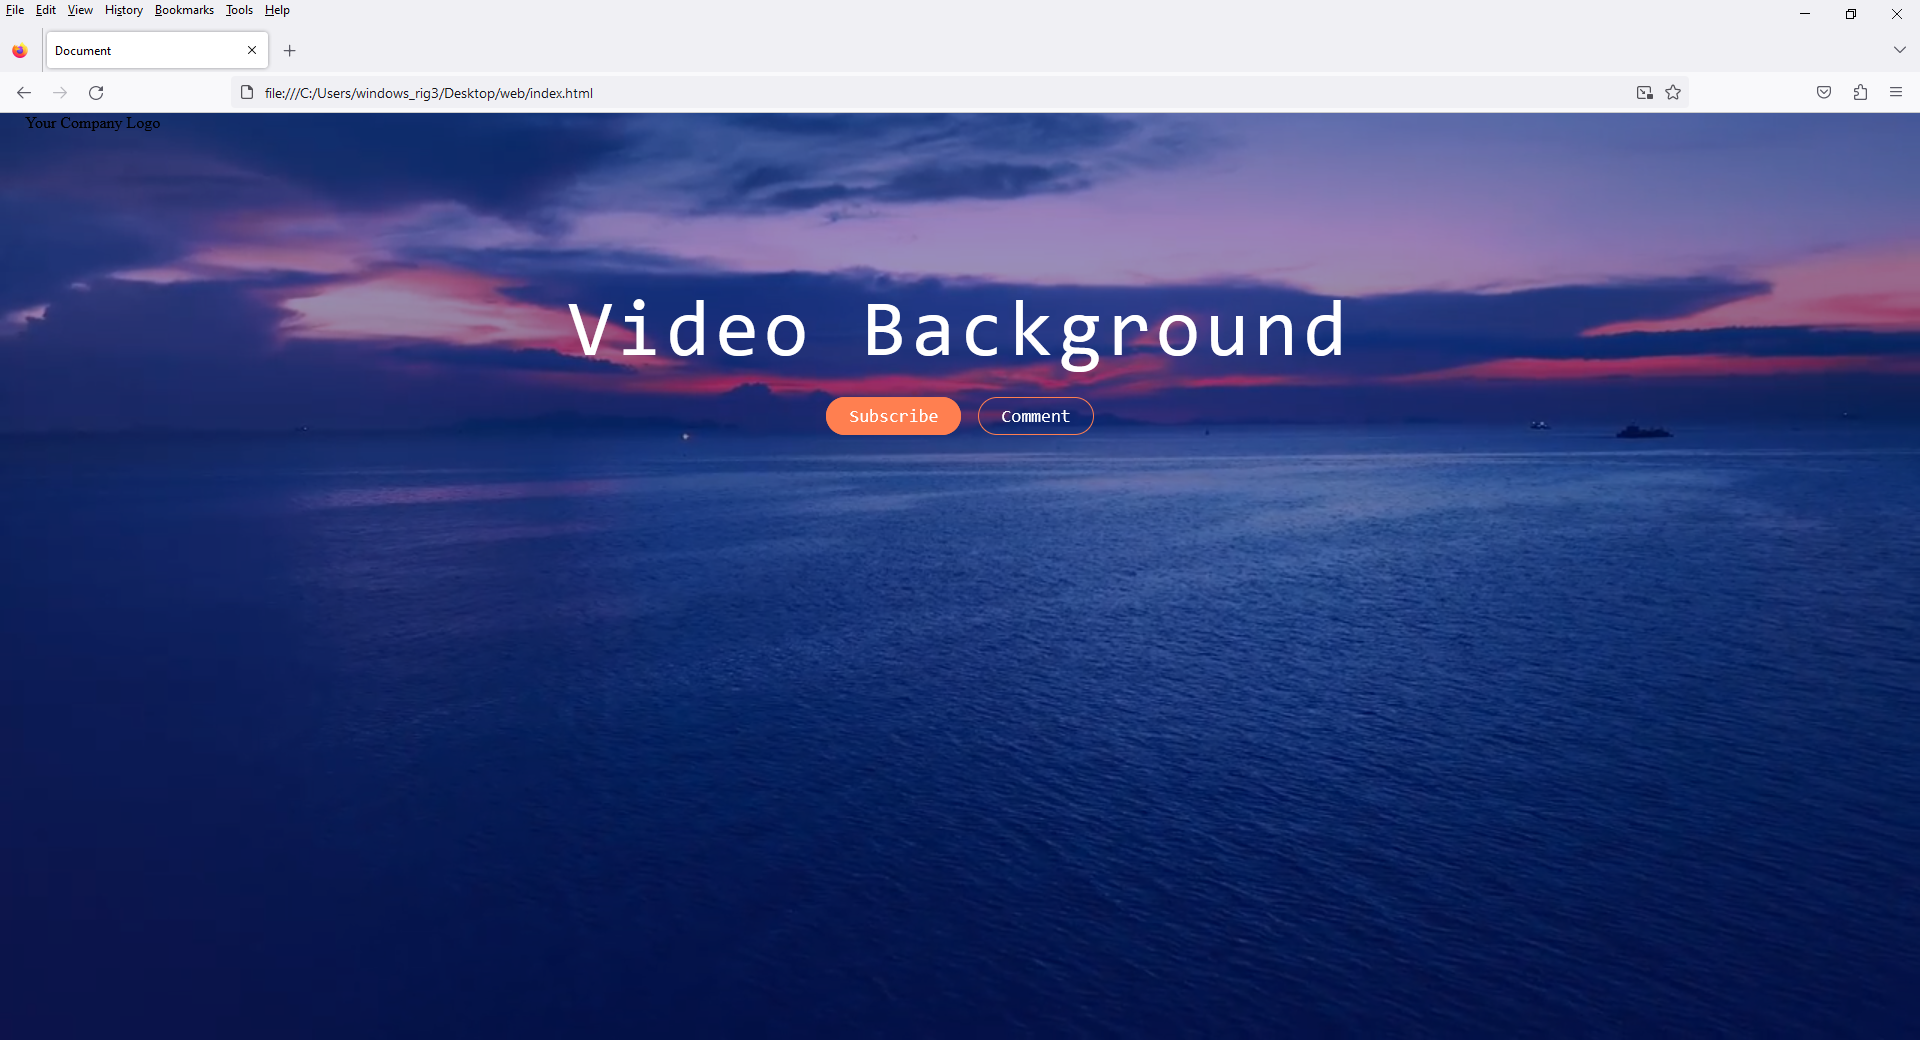 File Edit View History Bookmarks Tools Help
Document
file:///C:/Users/windows_rig3/Desktop/web/index.html
Your Company Logo
Video Background
Subscribe Comment